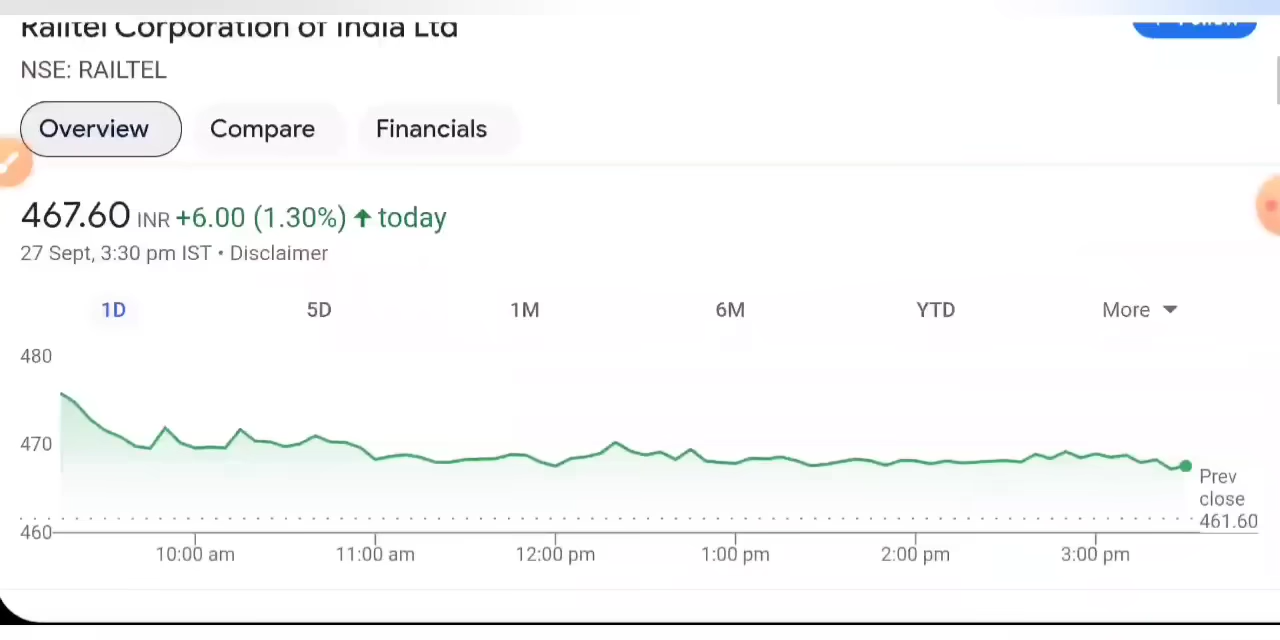 Railtel Corporation of India Ltd
NSE: RAILTEL
Overview Compare Financials
467.60 INR +6.00 (1.30%) ↑ today
27 Sept, 3:30 pm IST • Disclaimer
1D 5D 1M 6M YTD More
480
470
460
Prev
close
461.60
10:00 am 11:00 am 12:00 pm 1:00 pm 2:00 pm 3:00 pm